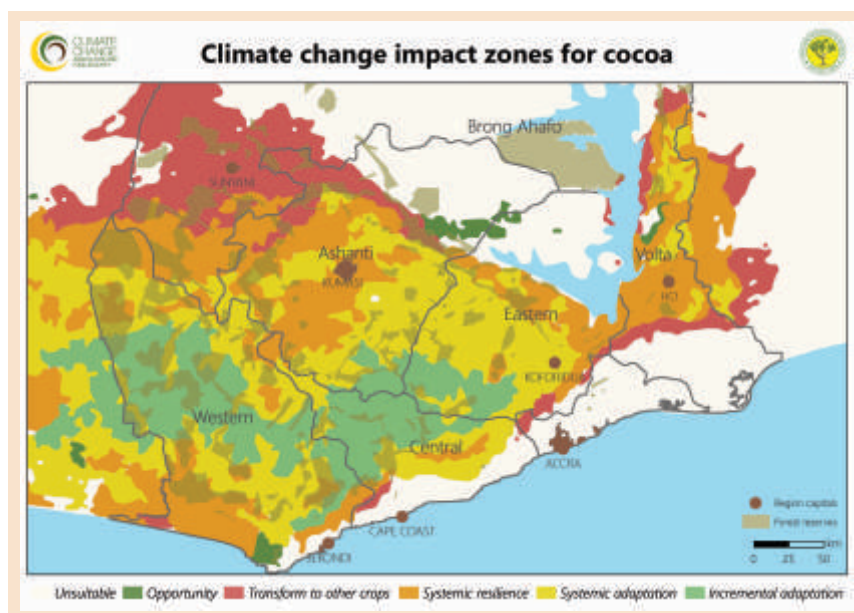 CLIMATE
CHANGE
Climate change impact zones for cocoa
Brong Ahafo
SUNYANI
Ashanti
KUMASI
Volta
HO
Eastern
KOFORIDUA
Western
Central
ACCRA
CAPE COAST
SEKONDI
Region capitals
Forest reserves
km
0 25 50
Unsuitable Opportunity Transform to other crops Systemic resilience Systemic adaptation Incremental adaptation